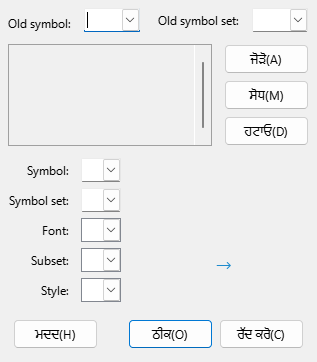 Old symbol:
Old symbol set:
ਜੋੜੋ(A)
ਸੋਧ(M)
ਹਟਾਓ(D)
Symbol:
Symbol set:
Font:
Subset:
→
Style:
ਮਦਦ(H)
ਠੀਕ(O)
ਰੱਦ ਕਰੋ(C)